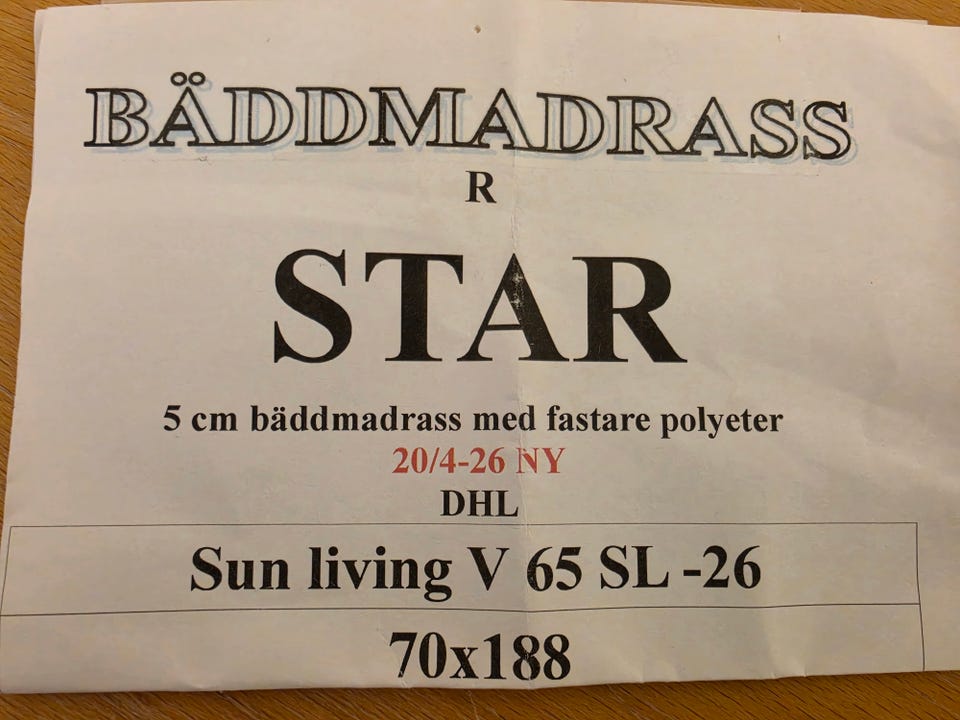 BÄDDMADRASS
R
STAR
5 cm bäddmadrass med fastare polyeter
20/4-26 NY
DHL
Sun living V 65 SL -26
70x188